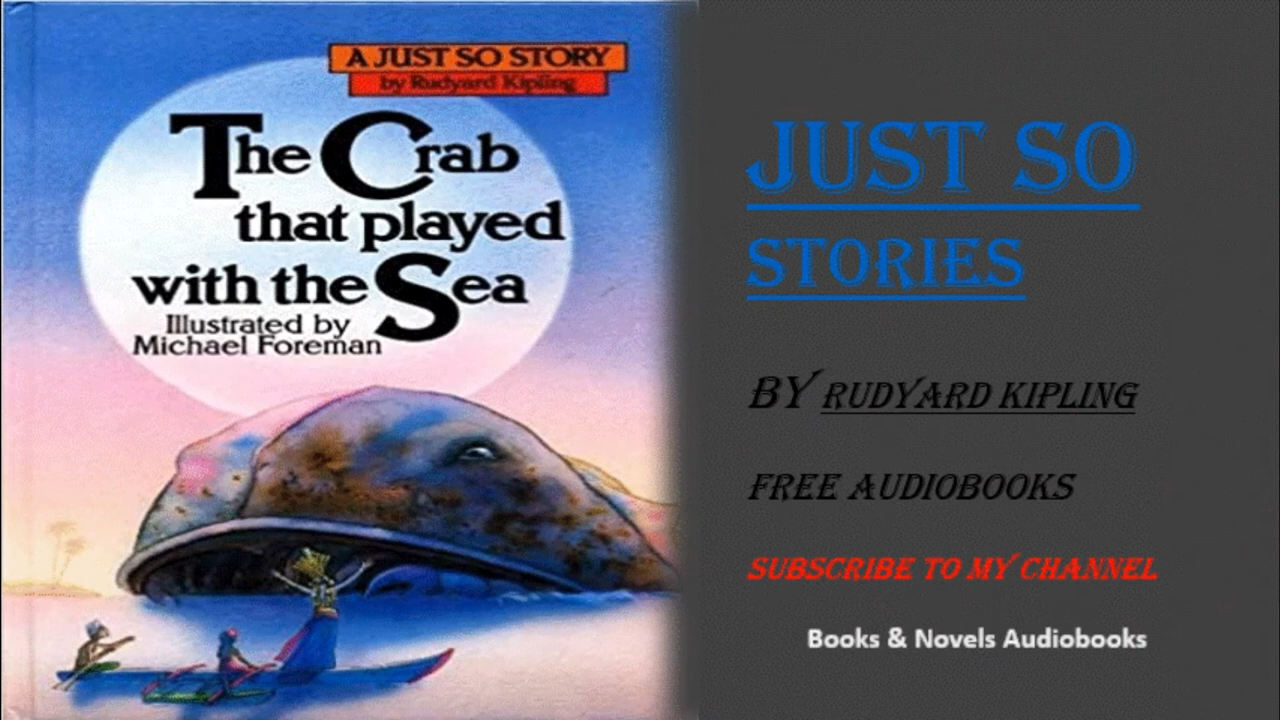 A JUST SO STORY
by Rudyard Kipling
The Crab
that played
with the Sea
Illustrated by
Michael Foreman
JUST SO
STORIES
BY RUDYARD KIPLING
FREE AUDIOBOOKS
SUBSCRIBE TO MY CHANNEL
Books & Novels Audiobooks